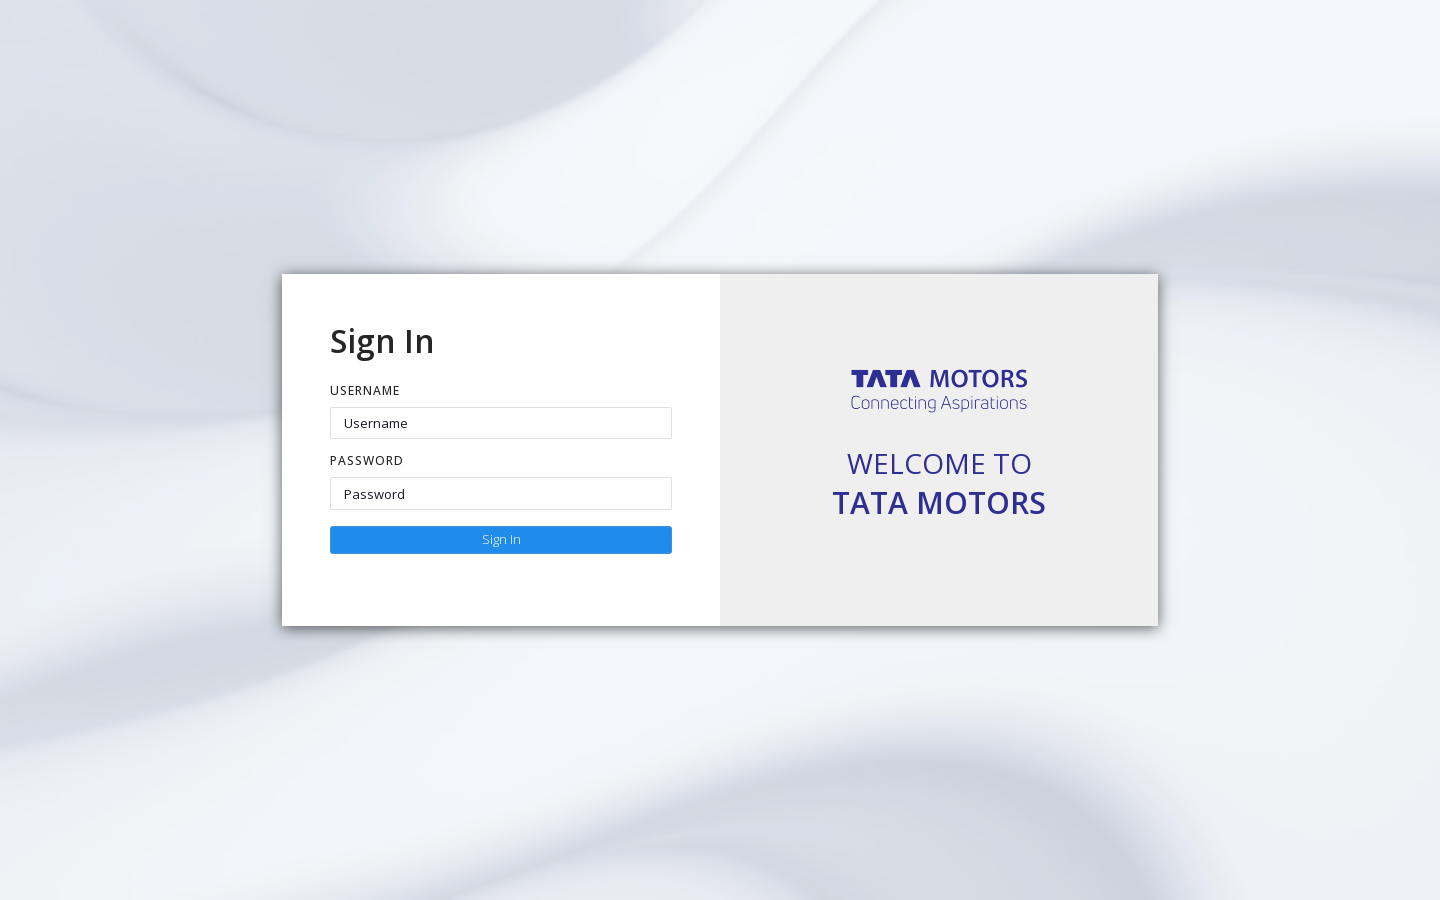 Sign In
USERNAME
Username
PASSWORD
Password
Sign In
TATA MOTORS
Connecting Aspirations
WELCOME TO
TATA MOTORS